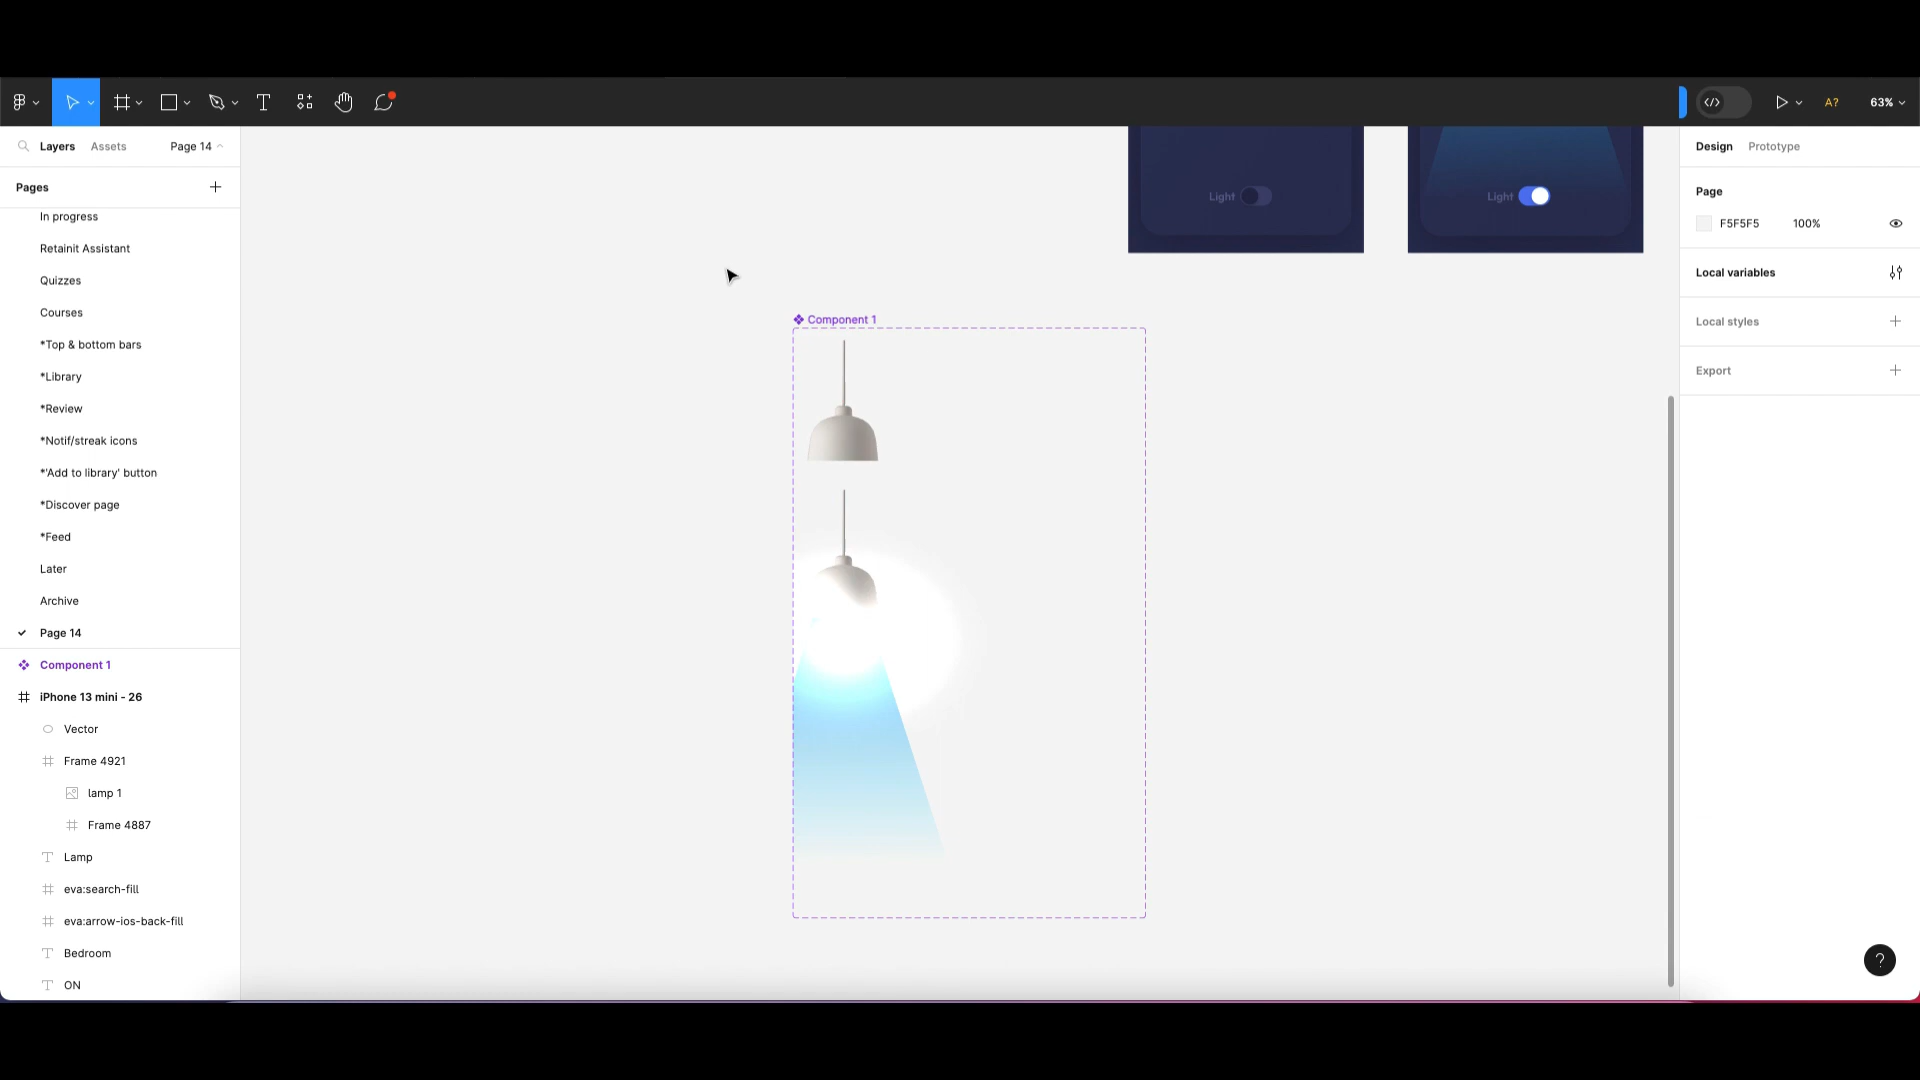 63%
A?
Layers
Assets
Page 14
Pages
In progress
Retainit Assistant
Quizzes
Courses
*Top & bottom bars
*Library
*Review
*Notif/streak icons
*'Add to library' button
*Discover page
*Feed
Later
Archive
Page 14
Component 1
iPhone 13 mini - 26
Vector
Frame 4921
lamp 1
Frame 4887
Lamp
eva:search-fill
eva:arrow-ios-back-fill
Bedroom
ON
Light
Light
Component 1
Design
Prototype
Page
F5F5F5 100%
Local variables
Local styles
Export
?